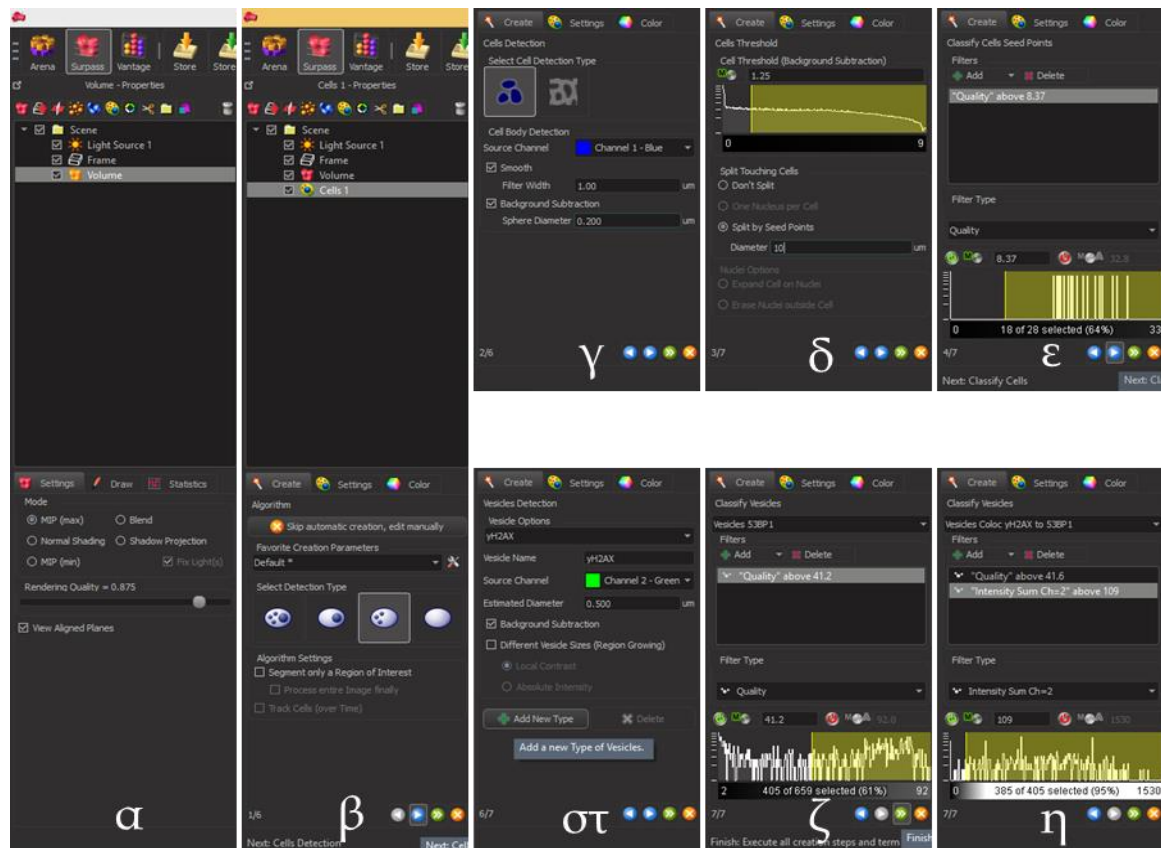 Arena Surpass Vantage Store Store
Volume - Properties
Scene
Light Source 1
Frame
Volume
Settings Draw Statistics
Mode
MIP (max) Blend
Normal Shading Shadow Projection
MIP (min) Fix Light(s)
Rendering Quality = 0.875
View Aligned Planes
α
Arena Surpass Vantage Store Store
Cells 1 - Properties
Scene
Light Source 1
Frame
Volume
Cells 1
Create Settings Color
Algorithm
Skip automatic creation, edit manually
Favorite Creation Parameters
Default *
Select Detection Type
Algorithm Settings
Segment only a Region of Interest
Process entire Image finally
Track Cells (over Time)
1/6
β
Next: Cells Detection
Next: Cel
Create Settings Color
Cells Detection
Select Cell Detection Type
Cell Body Detection
Source Channel Channel 1 - Blue
Smooth
Filter Width 1.00 um
Background Subtraction
Sphere Diameter 0.200 um
2/6
γ
Create Settings Color
Cells Threshold
Cell Threshold (Background Subtraction)
1.25
0 9
Split Touching Cells
Don't Split
One Nucleus per Cell
Split by Seed Points
Diameter 10 um
Nuclei Options
Expand Cell on Nuclei
Erase Nuclei outside Cell
3/7
δ
Create Settings Color
Classify Cells Seed Points
Filters
Add Delete
"Quality" above 8.37
Filter Type
Quality
8.37 32.8
0 18 of 28 selected (64%) 33
4/7
ε
Next: Classify Cells
Next: Cl
Create Settings Color
Vesicles Detection
Vesicle Options
γH2AX
Vesicle Name γH2AX
Source Channel Channel 2 - Green
Estimated Diameter 0.500 um
Background Subtraction
Different Vesicle Sizes (Region Growing)
Local Contrast
Absolute Intensity
Add New Type Delete
Add a new Type of Vesicles.
6/7
στ
Create Settings Color
Classify Vesicles
Vesicles 53BP1
Filters
Add Delete
"Quality" above 41.2
Filter Type
Quality
41.2 92.0
2 405 of 659 selected (61%) 92
7/7
ζ
Finish: Execute all creation steps and term
Finish
Create Settings Color
Classify Vesicles
Vesicles Coloc γH2AX to 53BP1
Filters
Add Delete
"Quality" above 41.6
"Intensity Sum Ch=2" above 109
Filter Type
Intensity Sum Ch=2
109 1530
0 385 of 405 selected (95%) 1530
7/7
η